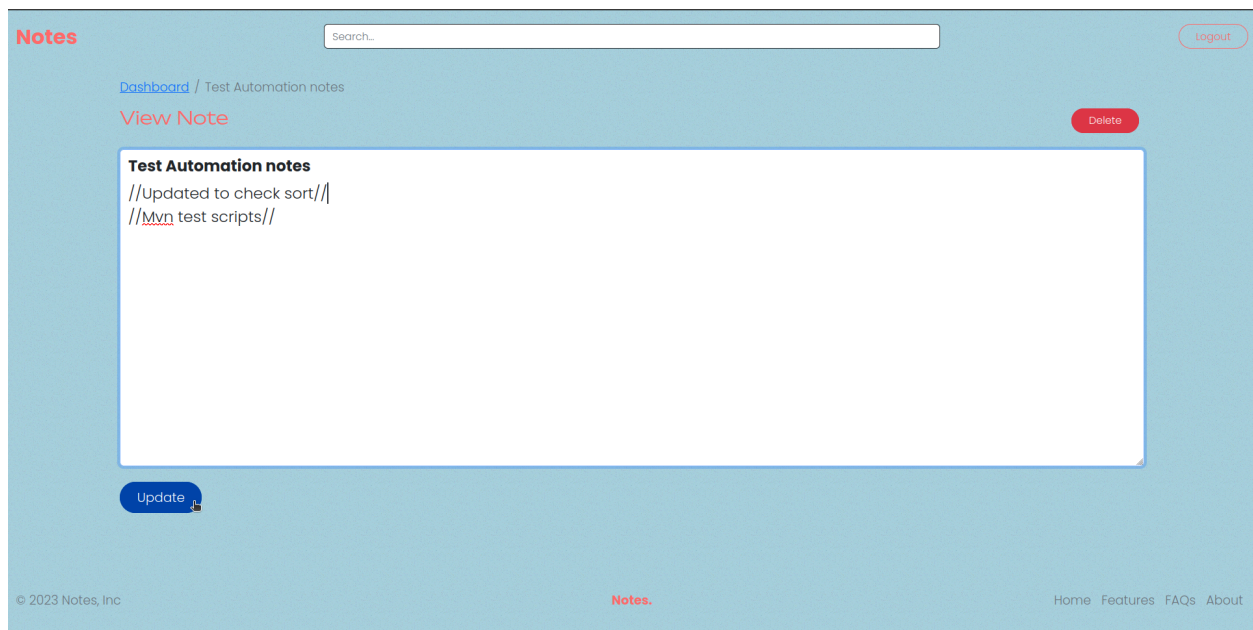 Notes
Search...
Logout
Dashboard / Test Automation notes
View Note
Delete
Test Automation notes
//Updated to check sort//
//Mvn test scripts//
Update
© 2023 Notes, Inc
Notes.
Home Features FAQs About